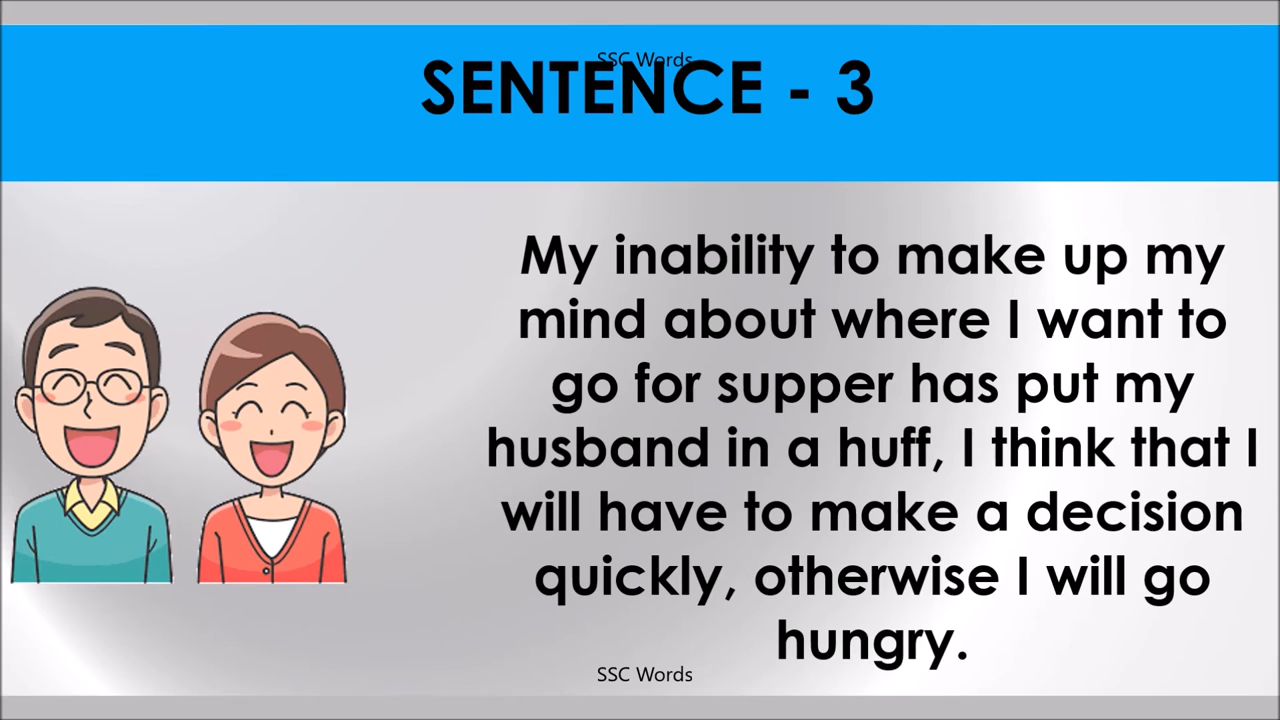 SSC Words
SENTENCE - 3
My inability to make up my
mind about where I want to
go for supper has put my
husband in a huff, I think that I
will have to make a decision
quickly, otherwise I will go
hungry.
SSC Words